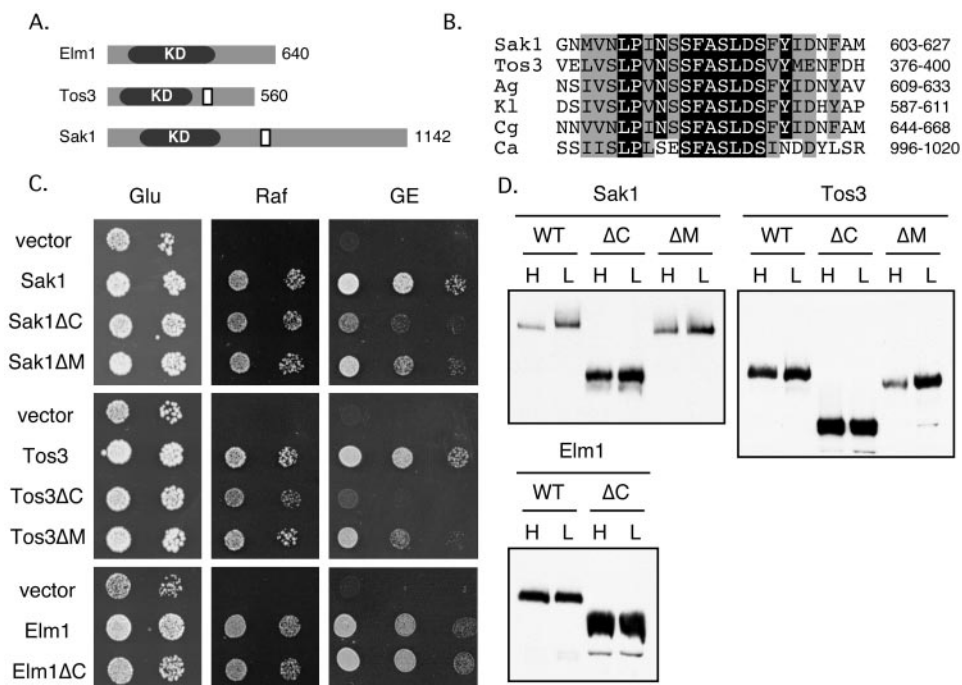 A.
Elm1 KD 640
Tos3 KD 560
Sak1 KD 1142
B.
Sak1 GNMVNLPINSSFASLDSFYIDNFAM 603-627
Tos3 VELVSLPVNSSFASLDSVYMENFDH 376-400
Ag NSIVSLPVNSSFASLDSFYIDNYAV 609-633
Kl DSIVSLPVNSSFASLDSFYIDHYAP 587-611
Cg NNVVNLPINSSFASLDSFYIDNFAM 644-668
Ca SSIISLPLSESFASLDSINDDYLSR 996-1020
C.
Glu Raf GE
vector
Sak1
Sak1ΔC
Sak1ΔM
vector
Tos3
Tos3ΔC
Tos3ΔM
vector
Elm1
Elm1ΔC
D.
Sak1
WT ΔC ΔM
H L H L H L
Tos3
WT ΔC ΔM
H L H L H L
Elm1
WT ΔC
H L H L